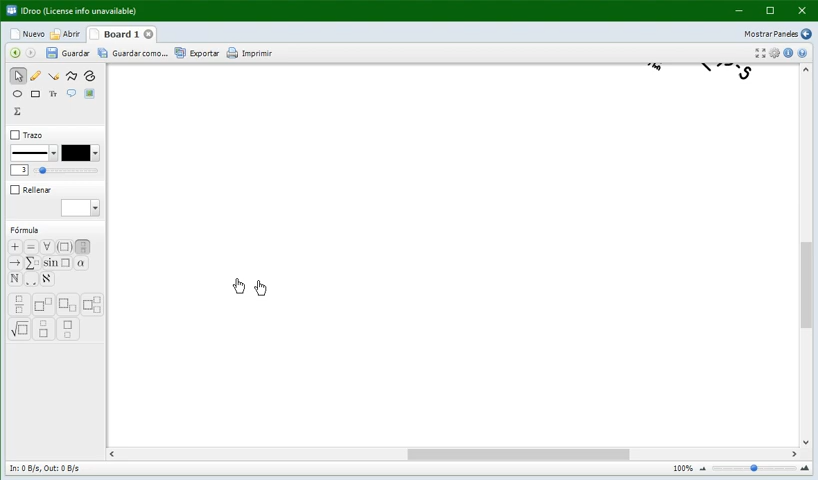 IDroo (License info unavailable)
Nuevo Abrir Board 1 Mostrar Paneles
Guardar Guardar como... Exportar Imprimir
Tr
Σ
Trazo
3
Rellenar
Fórmula
+ = ∀ (□)
→ Σ□ sin □ α
ℕ ℵ
√□
In: 0 B/s, Out: 0 B/s 100%